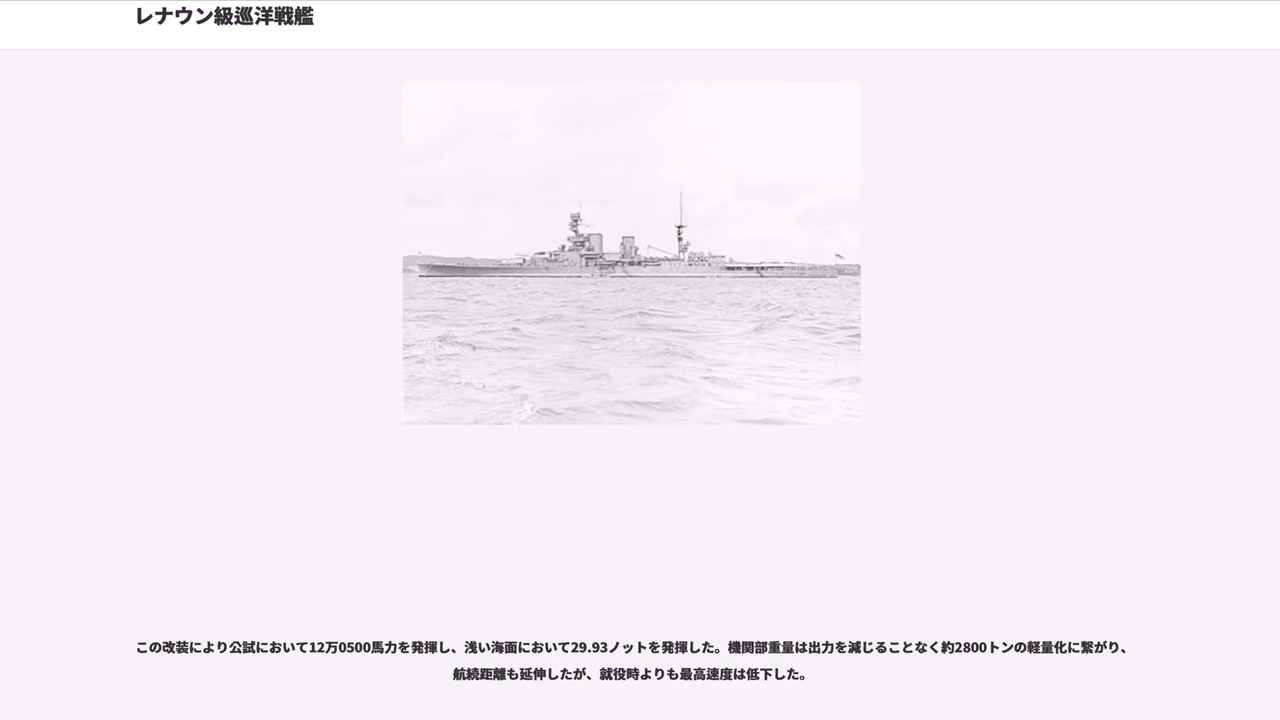 レナウン級巡洋戦艦
この改装により公試において12万0500馬力を発揮し、浅い海面において29.93ノットを発揮した。機関部重量は出力を減じることなく約2800トンの軽量化に繋がり、
航続距離も延伸したが、就役時よりも最高速度は低下した。